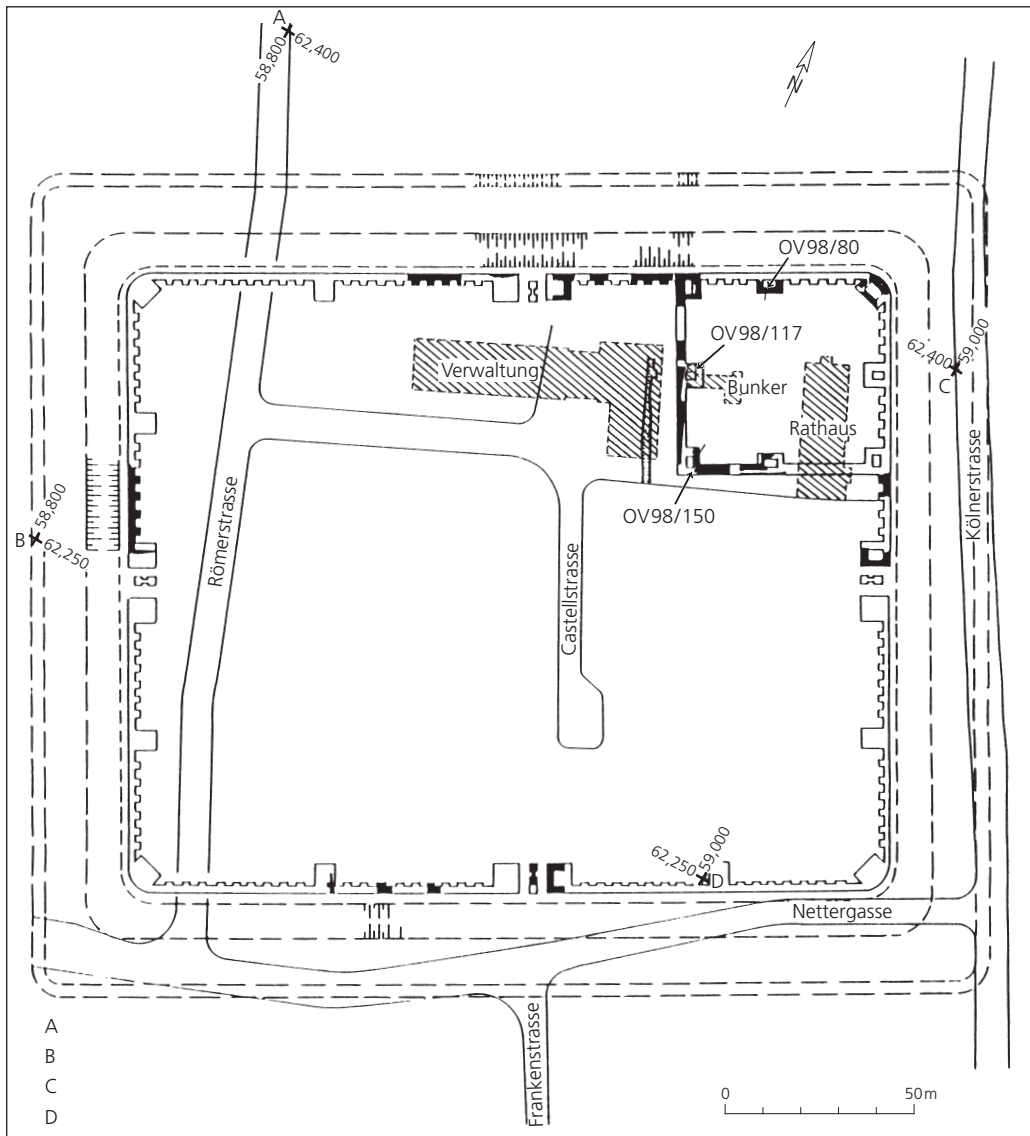 A
58,800
62,400
N
OV98/80
OV98/117
Verwaltung
Bunker
62,400
59,000
C
Rathaus
58,800
B
62,250
OV98/150
Römerstrasse
Castellstrasse
Kölnerstrasse
62,250
59,000
D
Nettergasse
Frankenstrasse
A
B
C
D
0
50m